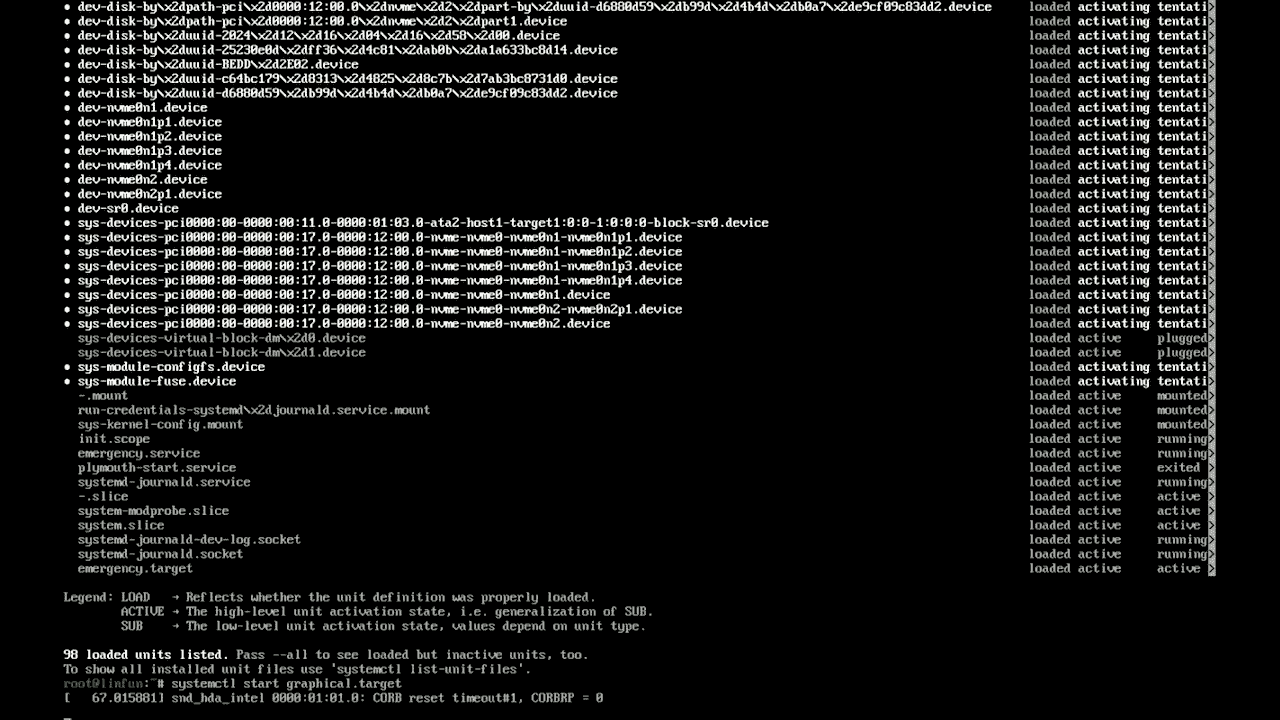 • dev-disk-by\x2dpath-pci\x2d0000:12:00.0\x2dnvme\x2d2\x2dpart-by\x2duuid-d6880d59\x2db99d\x2d4b4d\x2db0a7\x2de9cf09c83dd2.device loaded activating tentati>
• dev-disk-by\x2dpath-pci\x2d0000:12:00.0\x2dnvme\x2d2\x2dpart1.device loaded activating tentati>
• dev-disk-by\x2duuid-2024\x2d12\x2d16\x2d04\x2d16\x2d58\x2d00.device loaded activating tentati>
• dev-disk-by\x2duuid-25230e0d\x2dff36\x2d4c81\x2dab0b\x2da1a633bc8d14.device loaded activating tentati>
• dev-disk-by\x2duuid-BEDD\x2D2E02.device loaded activating tentati>
• dev-disk-by\x2duuid-c64bc179\x2d8313\x2d4825\x2d8c7b\x2d7ab3bc8731d0.device loaded activating tentati>
• dev-disk-by\x2duuid-d6880d59\x2db99d\x2d4b4d\x2db0a7\x2de9cf09c83dd2.device loaded activating tentati>
• dev-nvme0n1.device loaded activating tentati>
• dev-nvme0n1p1.device loaded activating tentati>
• dev-nvme0n1p2.device loaded activating tentati>
• dev-nvme0n1p3.device loaded activating tentati>
• dev-nvme0n1p4.device loaded activating tentati>
• dev-nvme0n2.device loaded activating tentati>
• dev-nvme0n2p1.device loaded activating tentati>
• dev-sr0.device loaded activating tentati>
• sys-devices-pci0000:00-0000:00:11.0-0000:01:03.0-ata2-host1-target1:0:0-1:0:0:0-block-sr0.device loaded activating tentati>
• sys-devices-pci0000:00-0000:00:17.0-0000:12:00.0-nvme-nvme0-nvme0n1-nvme0n1p1.device loaded activating tentati>
• sys-devices-pci0000:00-0000:00:17.0-0000:12:00.0-nvme-nvme0-nvme0n1-nvme0n1p2.device loaded activating tentati>
• sys-devices-pci0000:00-0000:00:17.0-0000:12:00.0-nvme-nvme0-nvme0n1-nvme0n1p3.device loaded activating tentati>
• sys-devices-pci0000:00-0000:00:17.0-0000:12:00.0-nvme-nvme0-nvme0n1-nvme0n1p4.device loaded activating tentati>
• sys-devices-pci0000:00-0000:00:17.0-0000:12:00.0-nvme-nvme0-nvme0n1.device loaded activating tentati>
• sys-devices-pci0000:00-0000:00:17.0-0000:12:00.0-nvme-nvme0-nvme0n2-nvme0n2p1.device loaded activating tentati>
• sys-devices-pci0000:00-0000:00:17.0-0000:12:00.0-nvme-nvme0-nvme0n2.device loaded activating tentati>
sys-devices-virtual-block-dm\x2d0.device loaded active plugged>
sys-devices-virtual-block-dm\x2d1.device loaded active plugged>
• sys-module-configfs.device loaded activating tentati>
• sys-module-fuse.device loaded activating tentati>
-.mount loaded active mounted>
run-credentials-systemd\x2djournald.service.mount loaded active mounted>
sys-kernel-config.mount loaded active mounted>
init.scope loaded active running>
emergency.service loaded active running>
plymouth-start.service loaded active exited >
systemd-journald.service loaded active running>
-.slice loaded active active >
system-modprobe.slice loaded active active >
system.slice loaded active active >
systemd-journald-dev-log.socket loaded active running>
systemd-journald.socket loaded active running>
emergency.target loaded active active >
Legend: LOAD → Reflects whether the unit definition was properly loaded.
ACTIVE → The high-level unit activation state, i.e. generalization of SUB.
SUB → The low-level unit activation state, values depend on unit type.
98 loaded units listed. Pass --all to see loaded but inactive units, too.
To show all installed unit files use 'systemctl list-unit-files'.
root@linfun:~# systemctl start graphical.target
[ 67.015881] snd_hda_intel 0000:01:01.0: CORB reset timeout#1, CORBRP = 0